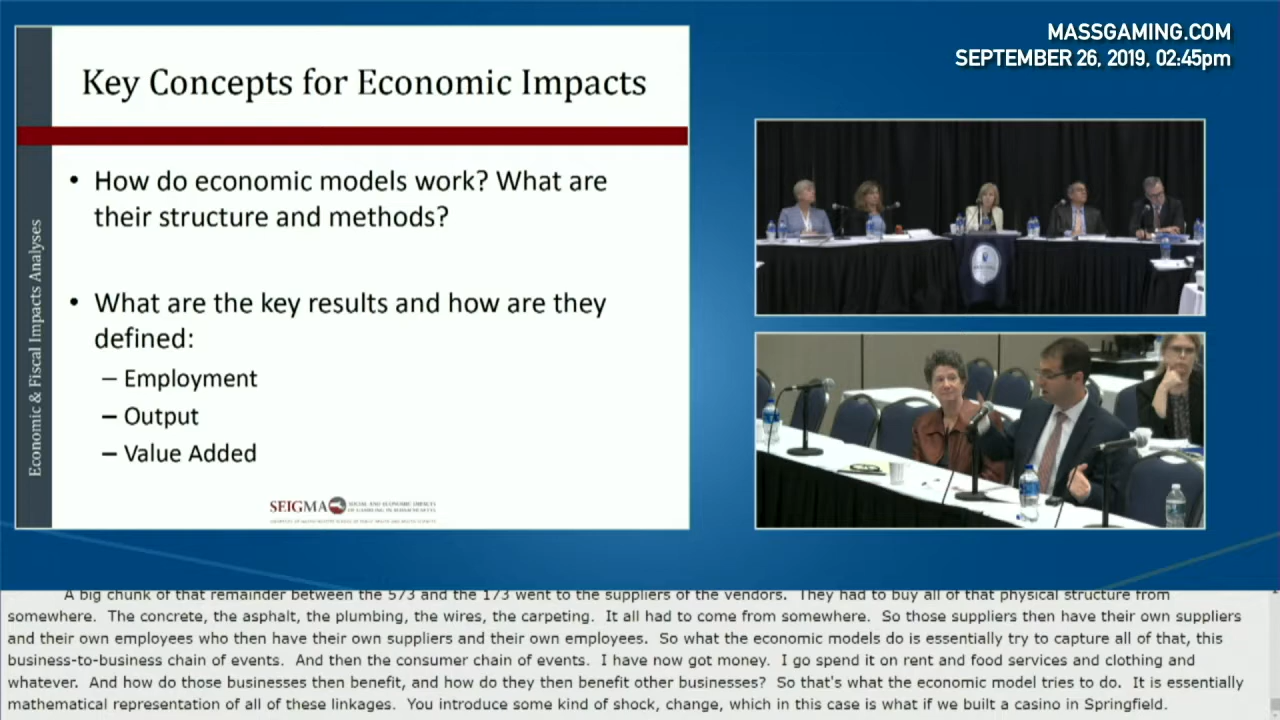 MASSGAMING.COM
SEPTEMBER 26, 2019, 02:45pm
Key Concepts for Economic Impacts
• How do economic models work? What are
their structure and methods?
• What are the key results and how are they
defined:
– Employment
– Output
– Value Added
Economic & Fiscal Impacts Analyses
SEIGMA
SOCIAL AND ECONOMIC IMPACTS
OF GAMBLING IN MASSACHUSETTS
A big chunk of that remainder between the 573 and the 173 went to the suppliers of the vendors. They had to buy all of that physical structure from
somewhere. The concrete, the asphalt, the plumbing, the wires, the carpeting. It all had to come from somewhere. So those suppliers then have their own suppliers
and their own employees who then have their own suppliers and their own employees. So what the economic models do is essentially try to capture all of that, this
business-to-business chain of events. And then the consumer chain of events. I have now got money. I go spend it on rent and food services and clothing and
whatever. And how do those businesses then benefit, and how do they then benefit other businesses? So that's what the economic model tries to do. It is essentially
mathematical representation of all of these linkages. You introduce some kind of shock, change, which in this case is what if we built a casino in Springfield.